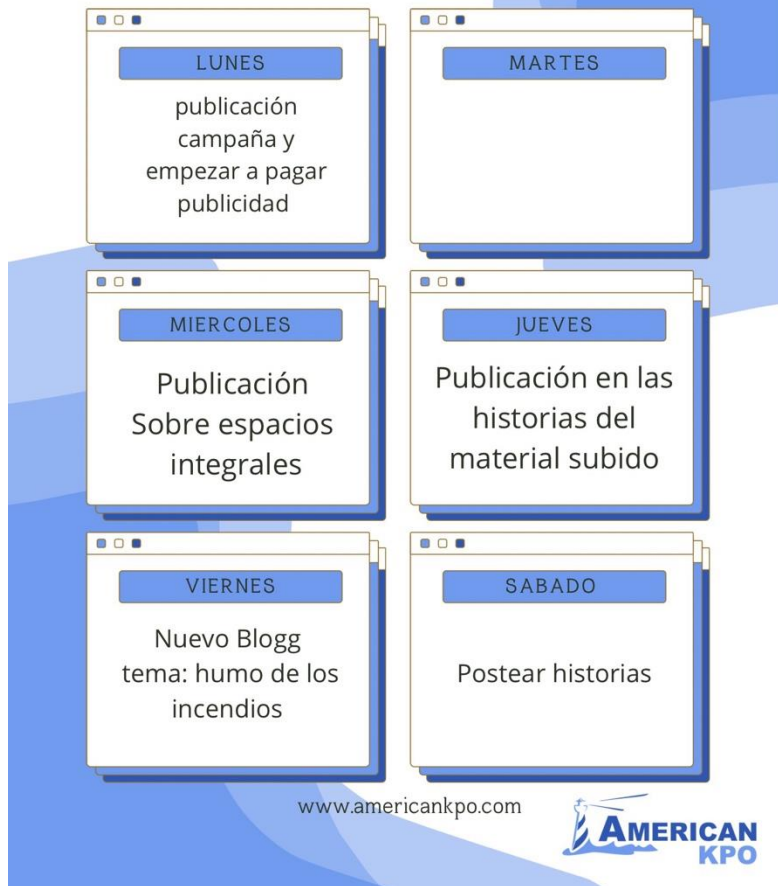 LUNES
publicación
campaña y
empezar a pagar
publicidad
MARTES
MIERCOLES
Publicación
Sobre espacios
integrales
JUEVES
Publicación en las
historias del
material subido
VIERNES
Nuevo Blogg
tema: humo de los
incendios
SABADO
Postear historias
www.americankpo.com
AMERICAN
KPO